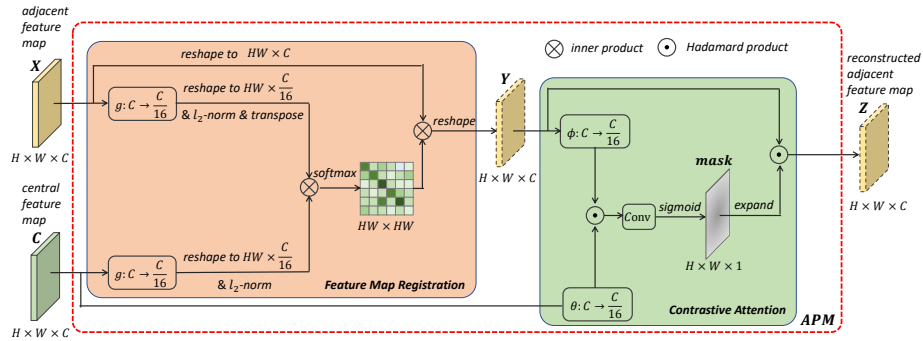 adjacent
feature
map
X
H × W × C
central
feature
map
C
H × W × C
reshape to HW × C
g: C → C/16
reshape to HW × C/16
& l₂-norm & transpose
softmax
HW × HW
reshape
g: C → C/16
reshape to HW × C/16
& l₂-norm
Feature Map Registration
⊗ inner product
⊙ Hadamard product
Y
H × W × C
ϕ: C → C/16
Conv
sigmoid
mask
expand
H × W × 1
θ: C → C/16
Contrastive Attention
APM
reconstructed
adjacent
feature map
Z
H × W × C